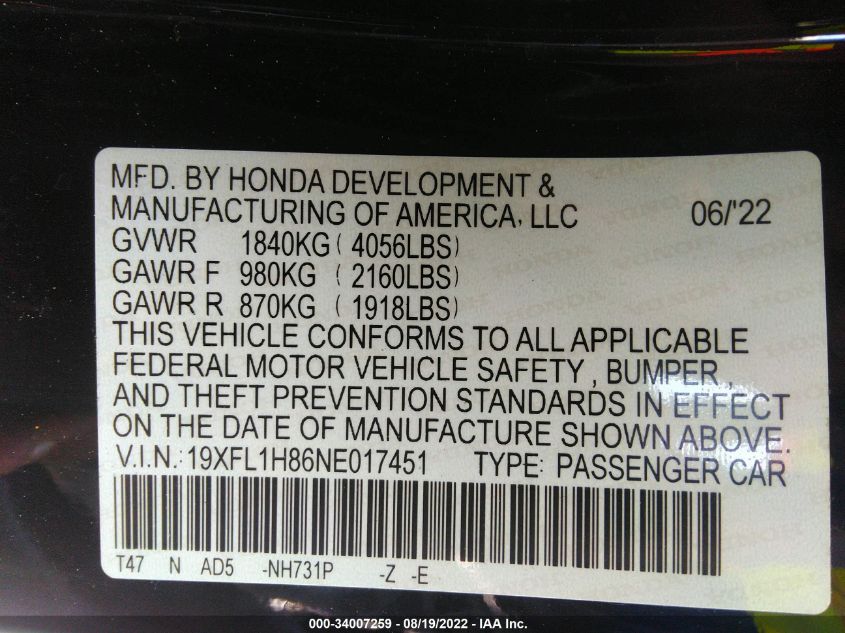 MFD. BY HONDA DEVELOPMENT &
MANUFACTURING OF AMERICA, LLC 06/'22
GVWR 1840KG ( 4056LBS)
GAWR F 980KG ( 2160LBS)
GAWR R 870KG ( 1918LBS)
THIS VEHICLE CONFORMS TO ALL APPLICABLE
FEDERAL MOTOR VEHICLE SAFETY , BUMPER ,
AND THEFT PREVENTION STANDARDS IN EFFECT
ON THE DATE OF MANUFACTURE SHOWN ABOVE.
V.I.N.: 19XFL1H86NE017451 TYPE: PASSENGER CAR
T47 N AD5 -NH731P -Z -E
000-34007259 - 08/19/2022 - IAA Inc.